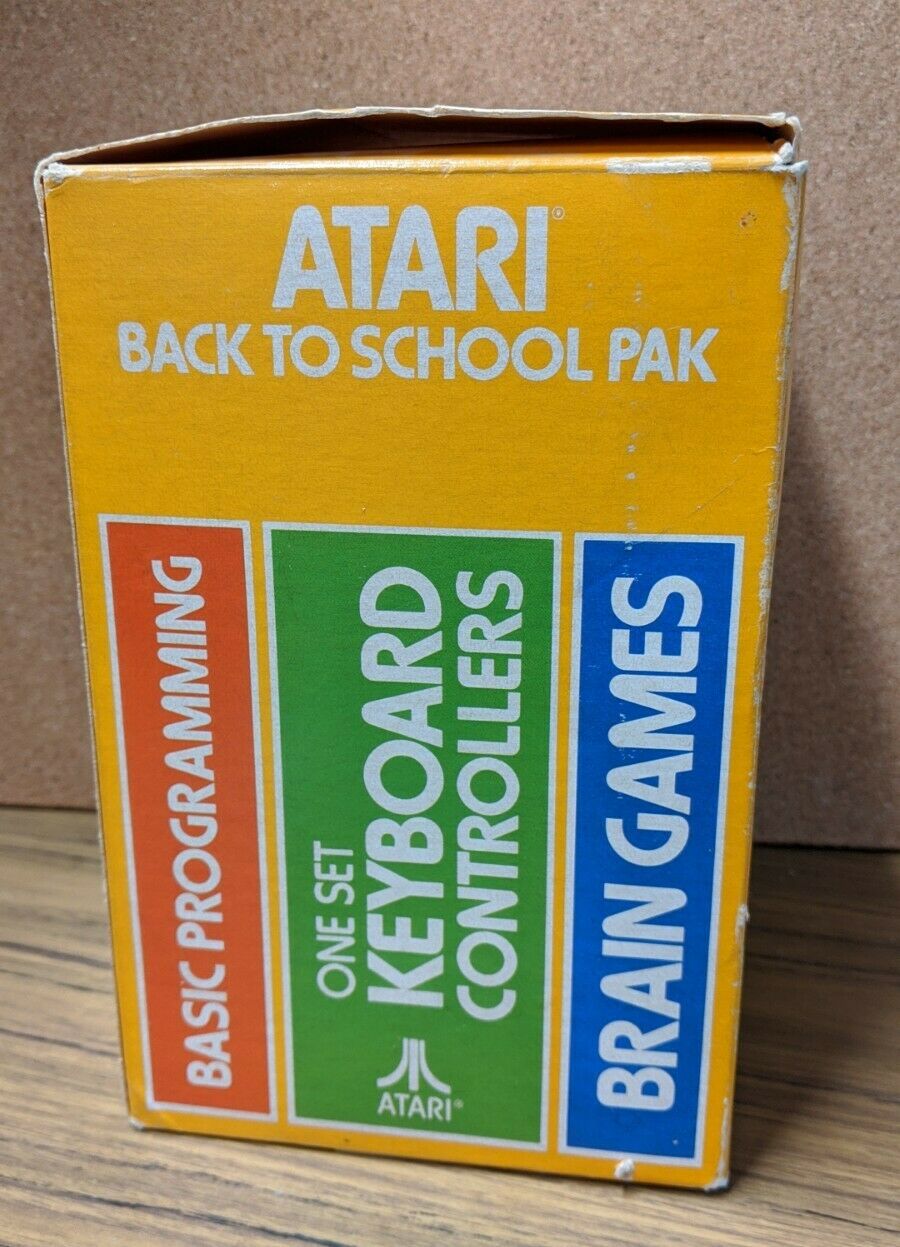 ATARI®
BACK TO SCHOOL PAK
BASIC PROGRAMMING
ONE SET
KEYBOARD
CONTROLLERS
ATARI®
BRAIN GAMES